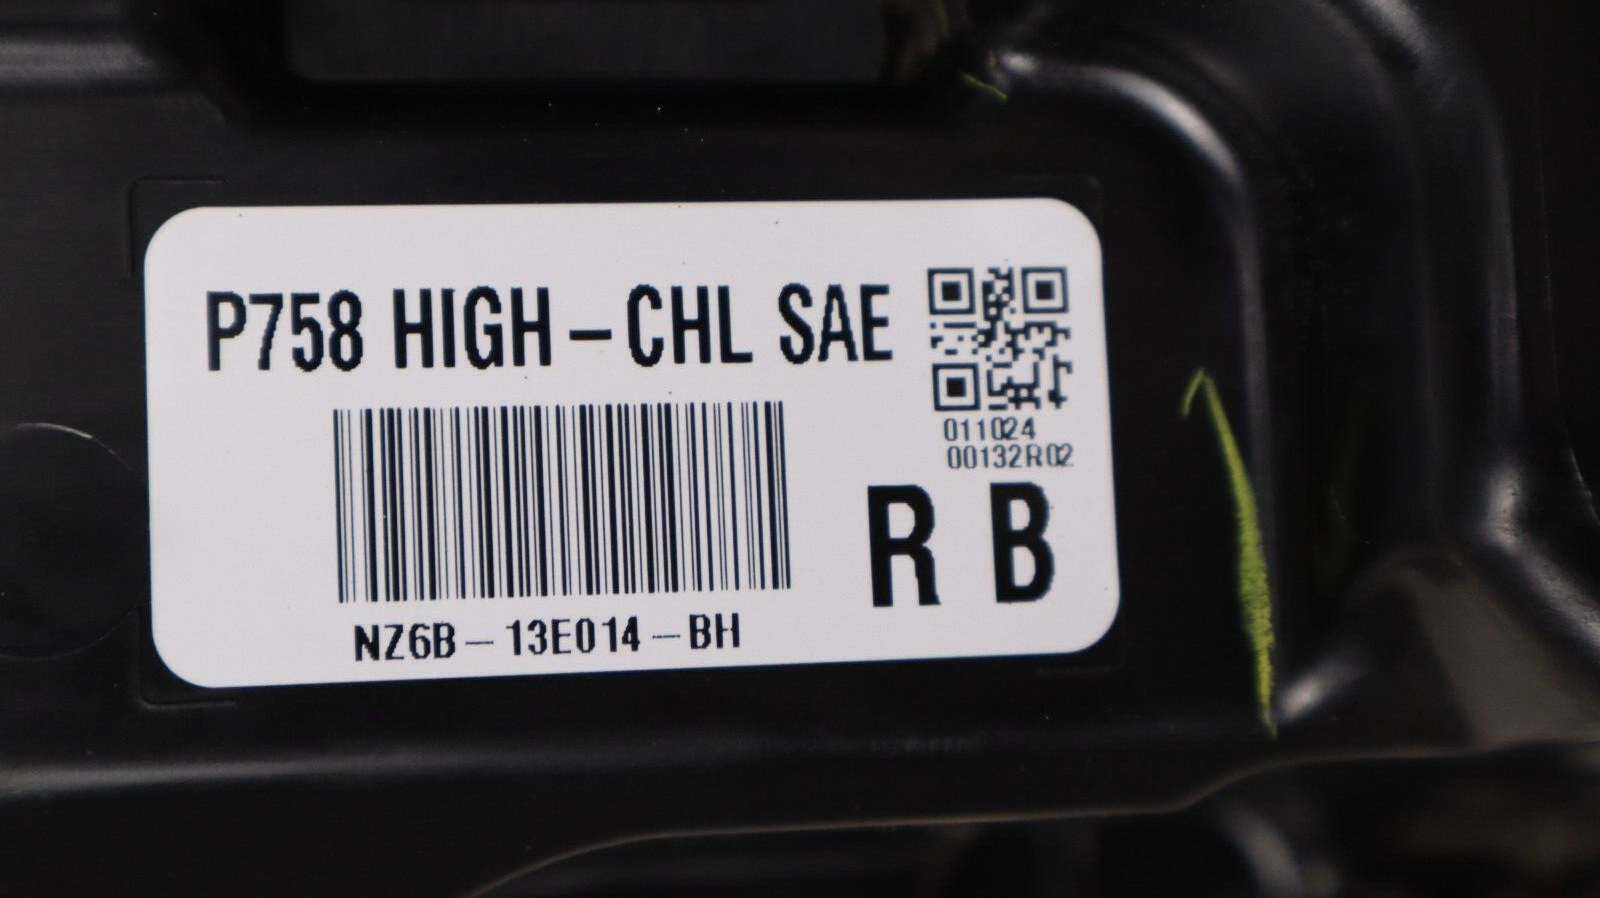 P758 HIGH-CHL SAE
011024
00132R02
R B
NZ6B-13E014-BH